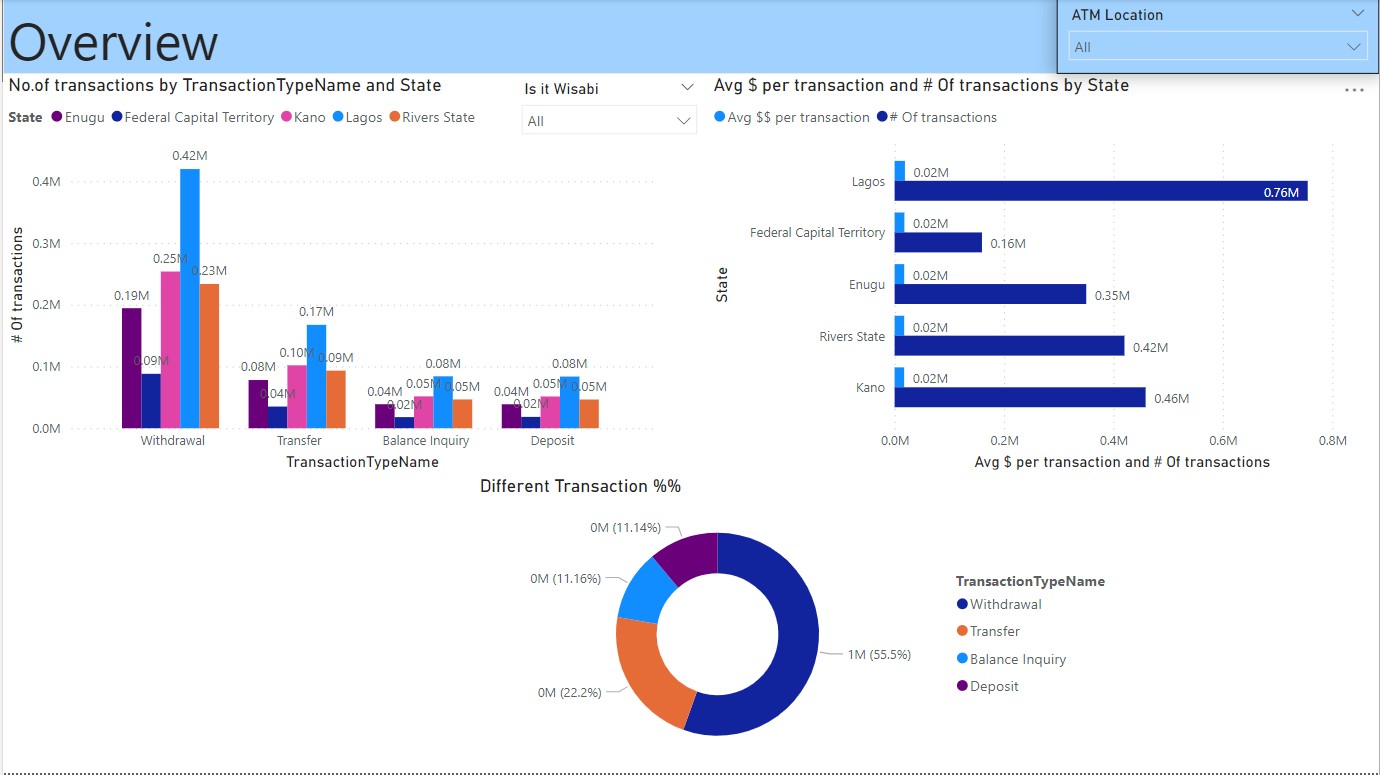 Overview
ATM Location
All
No.of transactions by TransactionTypeName and State
State Enugu Federal Capital Territory Kano Lagos Rivers State
Is it Wisabi
All
# Of transactions
0.4M
0.3M
0.2M
0.1M
0.0M
0.19M
0.09M
0.25M
0.42M
0.23M
0.08M
0.04M
0.10M
0.17M
0.09M
0.04M
0.02M
0.05M
0.08M
0.05M
0.04M
0.02M
0.05M
0.08M
0.05M
Withdrawal Transfer Balance Inquiry Deposit
TransactionTypeName
Avg $ per transaction and # Of transactions by State
Avg $$ per transaction # Of transactions
State
Lagos
0.02M
0.76M
Federal Capital Territory
0.02M
0.16M
Enugu
0.02M
0.35M
Rivers State
0.02M
0.42M
Kano
0.02M
0.46M
0.0M 0.2M 0.4M 0.6M 0.8M
Avg $ per transaction and # Of transactions
Different Transaction %%
0M (11.14%)
0M (11.16%)
0M (22.2%)
1M (55.5%)
TransactionTypeName
Withdrawal
Transfer
Balance Inquiry
Deposit